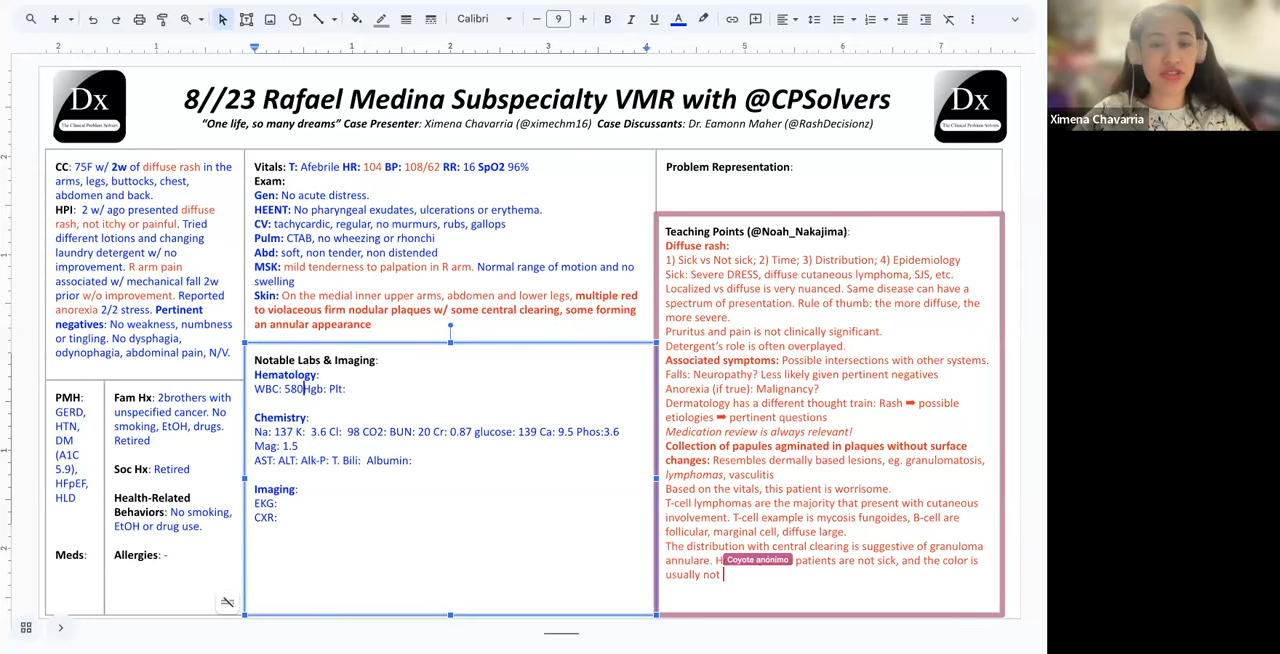 Calibri
9
B I U A
2 1 1 2 3 4 5 6 7
Dx
The Clinical Problem Solvers
8//23 Rafael Medina Subspecialty VMR with @CPSolvers
“One life, so many dreams” Case Presenter: Ximena Chavarria (@ximechm16) Case Discussants: Dr. Eamonn Maher (@RashDecisionz)
Dx
The Clinical Problem Solvers
CC: 75F w/ 2w of diffuse rash in the
arms, legs, buttocks, chest,
abdomen and back.
HPI: 2 w/ ago presented diffuse
rash, not itchy or painful. Tried
different lotions and changing
laundry detergent w/ no
improvement. R arm pain
associated w/ mechanical fall 2w
prior w/o improvement. Reported
anorexia 2/2 stress. Pertinent
negatives: No weakness, numbness
or tingling. No dysphagia,
odynophagia, abdominal pain, N/V.
PMH:
GERD,
HTN,
DM
(A1C
5.9),
HFpEF,
HLD
Meds:
Fam Hx: 2brothers with
unspecified cancer. No
smoking, EtOH, drugs.
Retired
Soc Hx: Retired
Health-Related
Behaviors: No smoking,
EtOH or drug use.
Allergies: -
Vitals: T: Afebrile HR: 104 BP: 108/62 RR: 16 SpO2 96%
Exam:
Gen: No acute distress.
HEENT: No pharyngeal exudates, ulcerations or erythema.
CV: tachycardic, regular, no murmurs, rubs, gallops
Pulm: CTAB, no wheezing or rhonchi
Abd: soft, non tender, non distended
MSK: mild tenderness to palpation in R arm. Normal range of motion and no
swelling
Skin: On the medial inner upper arms, abdomen and lower legs, multiple red
to violaceous firm nodular plaques w/ some central clearing, some forming
an annular appearance
Notable Labs & Imaging:
Hematology:
WBC: 580Hgb: Plt:
Chemistry:
Na: 137 K: 3.6 Cl: 98 CO2: BUN: 20 Cr: 0.87 glucose: 139 Ca: 9.5 Phos:3.6
Mag: 1.5
AST: ALT: Alk-P: T. Bili: Albumin:
Imaging:
EKG:
CXR:
Problem Representation:
Teaching Points (@Noah_Nakajima):
Diffuse rash:
1) Sick vs Not sick; 2) Time; 3) Distribution; 4) Epidemiology
Sick: Severe DRESS, diffuse cutaneous lymphoma, SJS, etc.
Localized vs diffuse is very nuanced. Same disease can have a
spectrum of presentation. Rule of thumb: the more diffuse, the
more severe.
Pruritus and pain is not clinically significant.
Detergent's role is often overplayed.
Associated symptoms: Possible intersections with other systems.
Falls: Neuropathy? Less likely given pertinent negatives
Anorexia (if true): Malignancy?
Dermatology has a different thought train: Rash ➡ possible
etiologies ➡ pertinent questions
Medication review is always relevant!
Collection of papules agminated in plaques without surface
changes: Resembles dermally based lesions, eg. granulomatosis,
lymphomas, vasculitis
Based on the vitals, this patient is worrisome.
T-cell lymphomas are the majority that present with cutaneous
involvement. T-cell example is mycosis fungoides, B-cell are
follicular, marginal cell, diffuse large.
The distribution with central clearing is suggestive of granuloma
annulare. H Coyote anónimo patients are not sick, and the color is
usually not
Ximena Chavarria